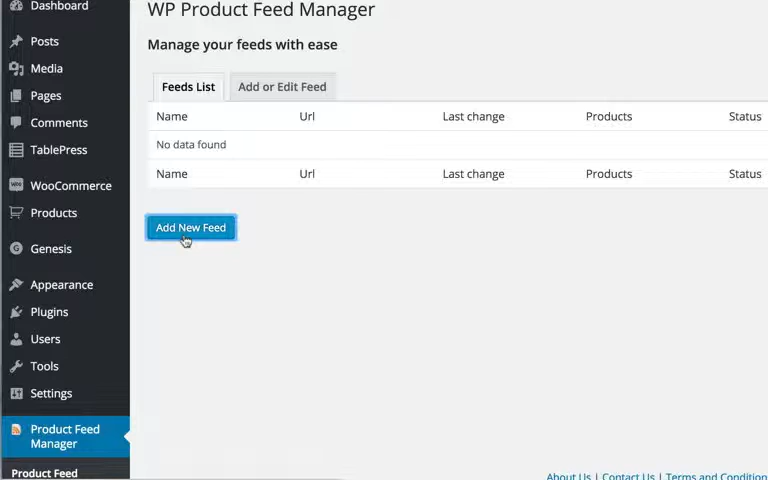 Dashboard
WP Product Feed Manager
Posts
Manage your feeds with ease
Media
Feeds List Add or Edit Feed
Pages
Name Url Last change Products Status
Comments
No data found
TablePress
Name Url Last change Products Status
WooCommerce
Products
Add New Feed
Genesis
Appearance
Plugins
Users
Tools
Settings
Product Feed
Manager
Product Feed
About Us | Contact Us | Terms and Condition